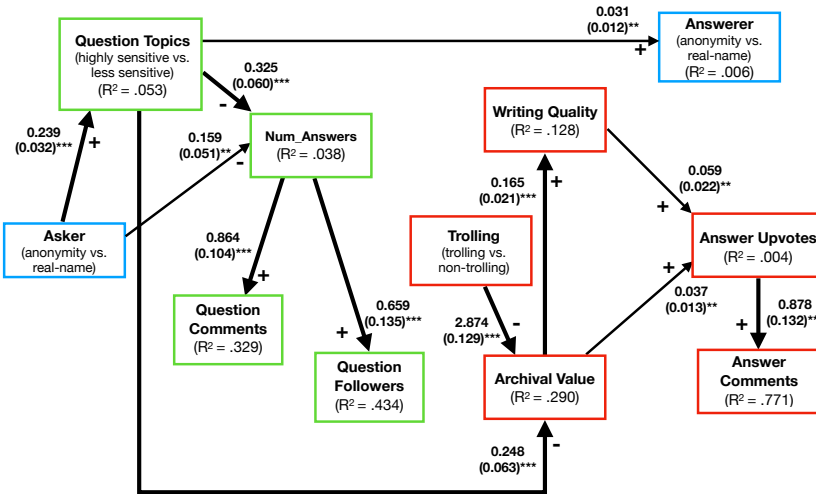 0.031
(0.012)**
+
Answerer
(anonymity vs.
real-name)
(R² = .006)
Question Topics
(highly sensitive vs.
less sensitive)
(R² = .053)
0.325
(0.060)***
-
0.239
(0.032)***
+
0.159
(0.051)**
-
Num_Answers
(R² = .038)
Writing Quality
(R² = .128)
0.059
(0.022)**
+
0.165
(0.021)***
+
Asker
(anonymity vs.
real-name)
0.864
(0.104)***
+
Trolling
(trolling vs.
non-trolling)
Answer Upvotes
(R² = .004)
+
0.037
(0.013)**
0.878
(0.132)**
+
Question
Comments
(R² = .329)
0.659
(0.135)***
+
2.874
(0.129)***
-
Question
Followers
(R² = .434)
Archival Value
(R² = .290)
Answer
Comments
(R² = .771)
0.248
(0.063)***
-